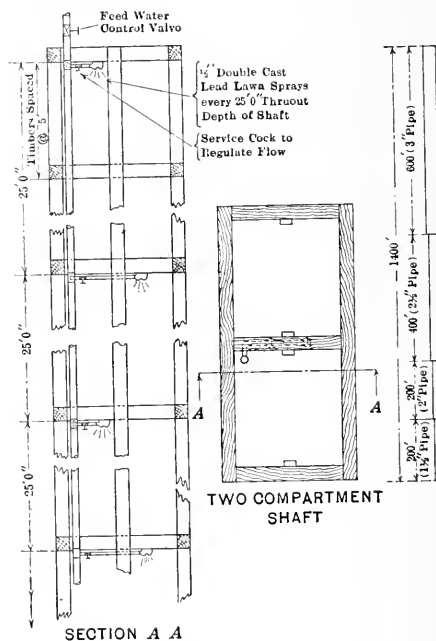 Feed Water
Control Valvo
½" Double Cast
Lead Lawa Sprays
every 25'0" Thruout
Depth of Shaft
Service Cock to
Regulate Flow
Timbers Spaced
@ 5'
25'0"
25'0"
25'0"
25'0"
A
A
TWO COMPARTMENT
SHAFT
SECTION A A
1400'
600' (3" Pipe)
400' (2½" Pipe)
200'
(2" Pipe)
200'
(1½" Pipe)